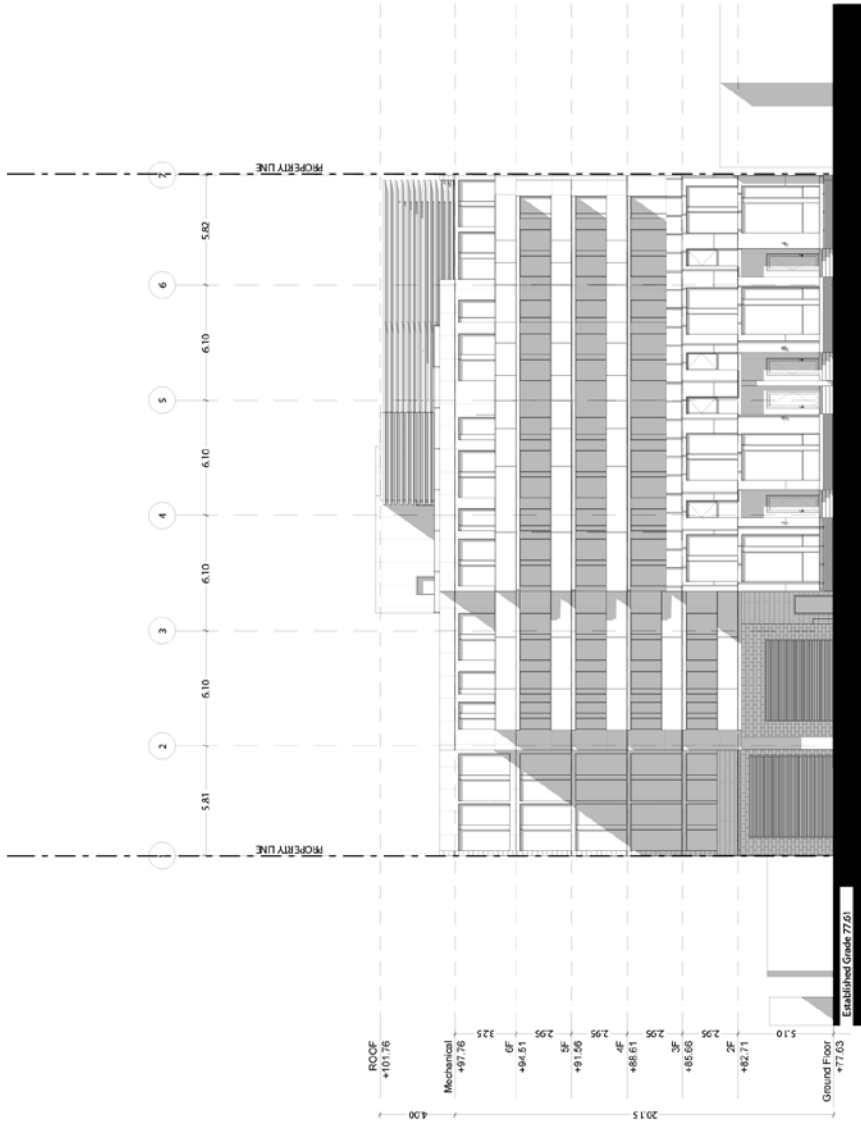 1 2 3 4 5 6 7
5.81 6.10 6.10 6.10 6.10 5.82
PROPERTY LINE
PROPERTY LINE
ROOF
+101.76
4.00
Mechanical
+97.76
3.25
6F
+94.51
2.95
5F
+91.56
2.95
4F
+88.61
2.95
3F
+85.66
2.95
2F
+82.71
5.10
20.15
Ground Floor
+77.63
Established Grade 77.61